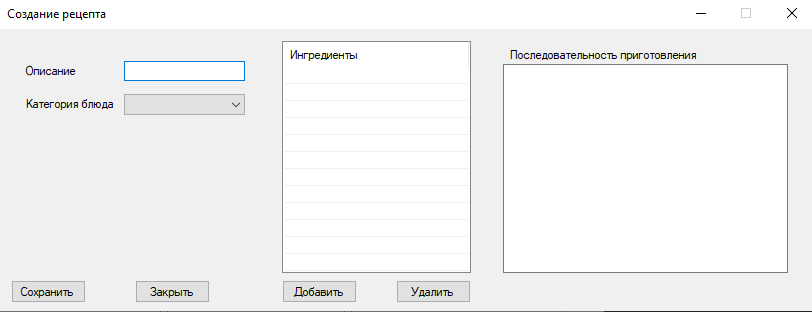 Создание рецепта
Описание
Категория блюда
Ингредиенты
Последовательность приготовления
Сохранить
Закрыть
Добавить
Удалить